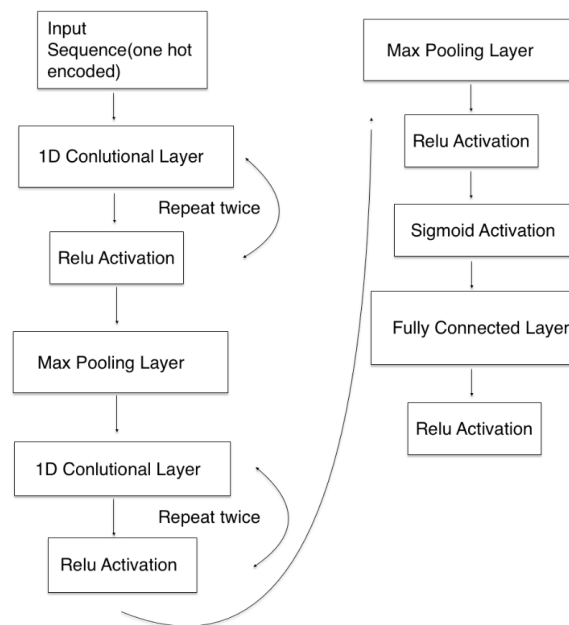 Input
Sequence(one hot
encoded)
1D Conlutional Layer
Repeat twice
Relu Activation
Max Pooling Layer
1D Conlutional Layer
Repeat twice
Relu Activation
Max Pooling Layer
Relu Activation
Sigmoid Activation
Fully Connected Layer
Relu Activation